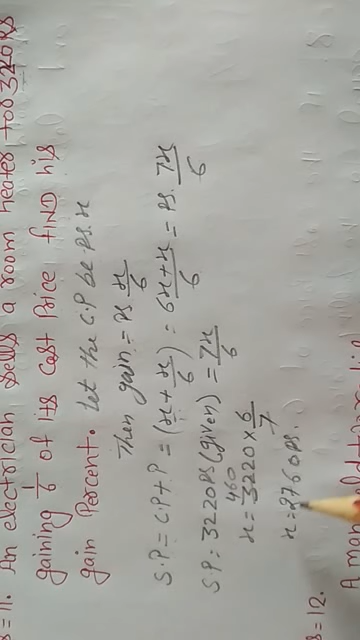 = 11. An electrician sells a room heater for 3220 RS
gaining 1/6 of its cost Price find his
gain Percent. let the C.P be RS. x
Then gain = RS x/6
S.P = C.P + P = (x + x/6) = 6x + x/6 = RS. 7x/6
SP = 3220 RS (given) = 7x/6
460
x = 3220 × 6/7
x = 2760 RS.
= 12. A man